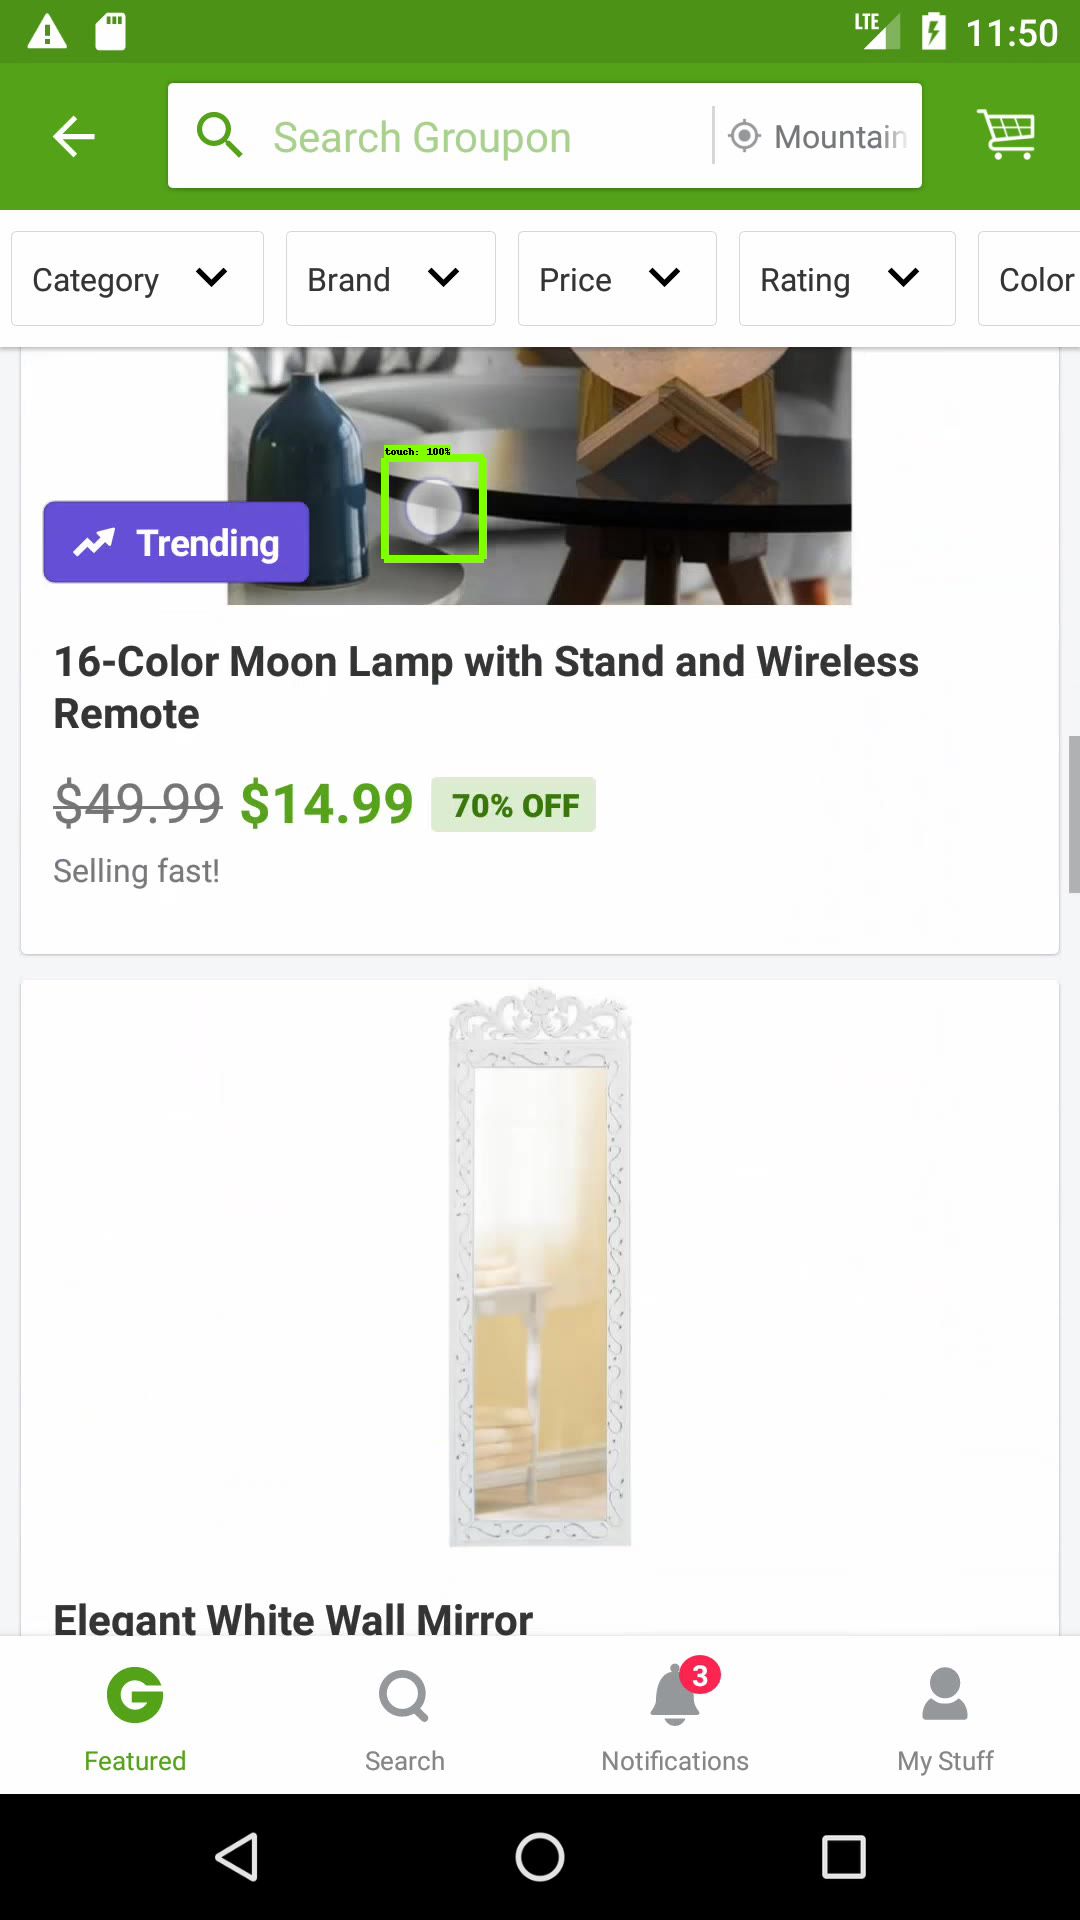 LTE 11:50
Search Groupon Mountain
Category Brand Price Rating Color
touch: 100%
Trending
16-Color Moon Lamp with Stand and Wireless
Remote
$49.99 $14.99 70% OFF
Selling fast!
Elegant White Wall Mirror
3
Featured Search Notifications My Stuff